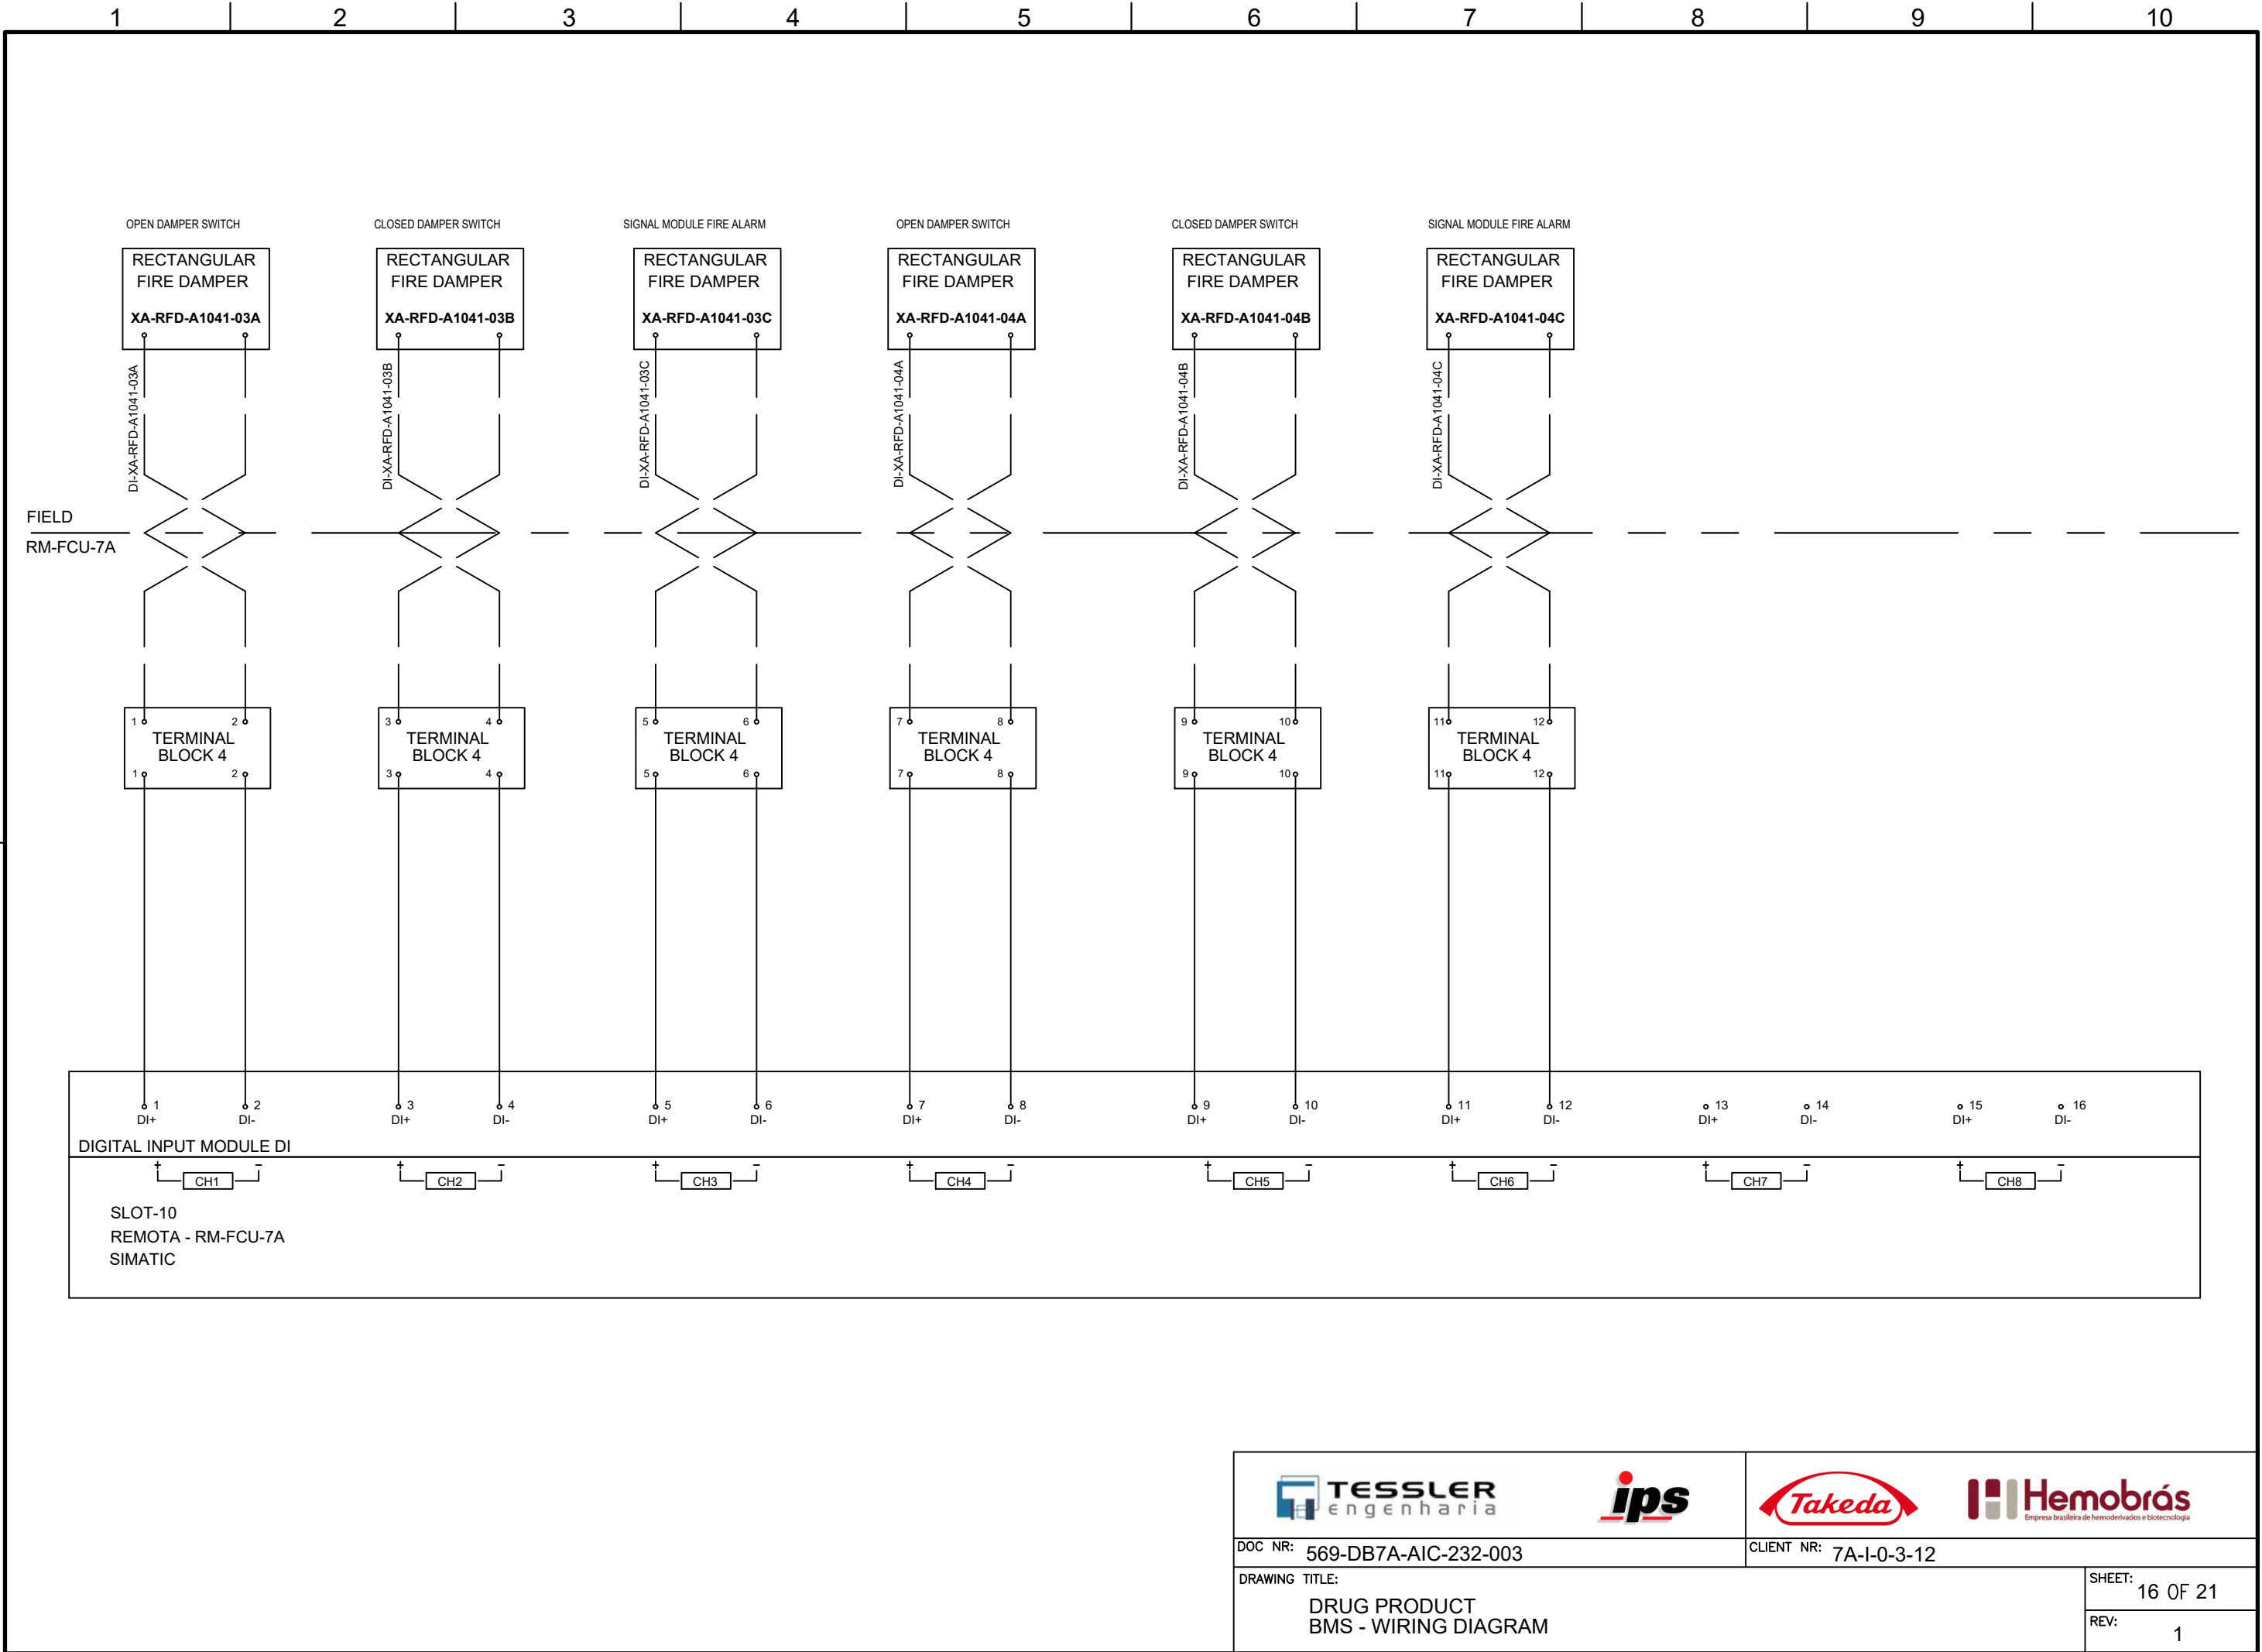 1 2 3 4 5 6 7 8 9 10
OPEN DAMPER SWITCH
CLOSED DAMPER SWITCH
SIGNAL MODULE FIRE ALARM
OPEN DAMPER SWITCH
CLOSED DAMPER SWITCH
SIGNAL MODULE FIRE ALARM
RECTANGULAR
FIRE DAMPER
XA-RFD-A1041-03A
RECTANGULAR
FIRE DAMPER
XA-RFD-A1041-03B
RECTANGULAR
FIRE DAMPER
XA-RFD-A1041-03C
RECTANGULAR
FIRE DAMPER
XA-RFD-A1041-04A
RECTANGULAR
FIRE DAMPER
XA-RFD-A1041-04B
RECTANGULAR
FIRE DAMPER
XA-RFD-A1041-04C
DI-XA-RFD-A1041-03A
DI-XA-RFD-A1041-03B
DI-XA-RFD-A1041-03C
DI-XA-RFD-A1041-04A
DI-XA-RFD-A1041-04B
DI-XA-RFD-A1041-04C
FIELD
RM-FCU-7A
1 2
TERMINAL
BLOCK 4
1 2
3 4
TERMINAL
BLOCK 4
3 4
5 6
TERMINAL
BLOCK 4
5 6
7 8
TERMINAL
BLOCK 4
7 8
9 10
TERMINAL
BLOCK 4
9 10
11 12
TERMINAL
BLOCK 4
11 12
1 2 3 4 5 6 7 8 9 10 11 12 13 14 15 16
DI+ DI- DI+ DI- DI+ DI- DI+ DI- DI+ DI- DI+ DI- DI+ DI- DI+ DI-
DIGITAL INPUT MODULE DI
+ - + - + - + - + - + - + - + -
CH1 CH2 CH3 CH4 CH5 CH6 CH7 CH8
SLOT-10
REMOTA - RM-FCU-7A
SIMATIC
TESSLER
engenharia
ips
Takeda
Hemobrás
Empresa brasileira de hemoderivados e biotecnologia
DOC NR: 569-DB7A-AIC-232-003
CLIENT NR: 7A-I-0-3-12
DRAWING TITLE:
DRUG PRODUCT
BMS - WIRING DIAGRAM
SHEET:
16 OF 21
REV:
1